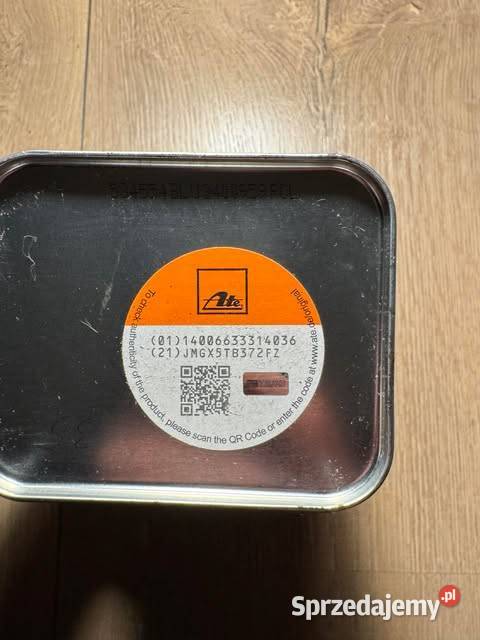 Ate
(01)14006633314036
(21)JMGX5TB372FZ
To check authenticity of the product, please scan the QR Code or enter the code at www.ate.de/original
Sprzedajemy.pl